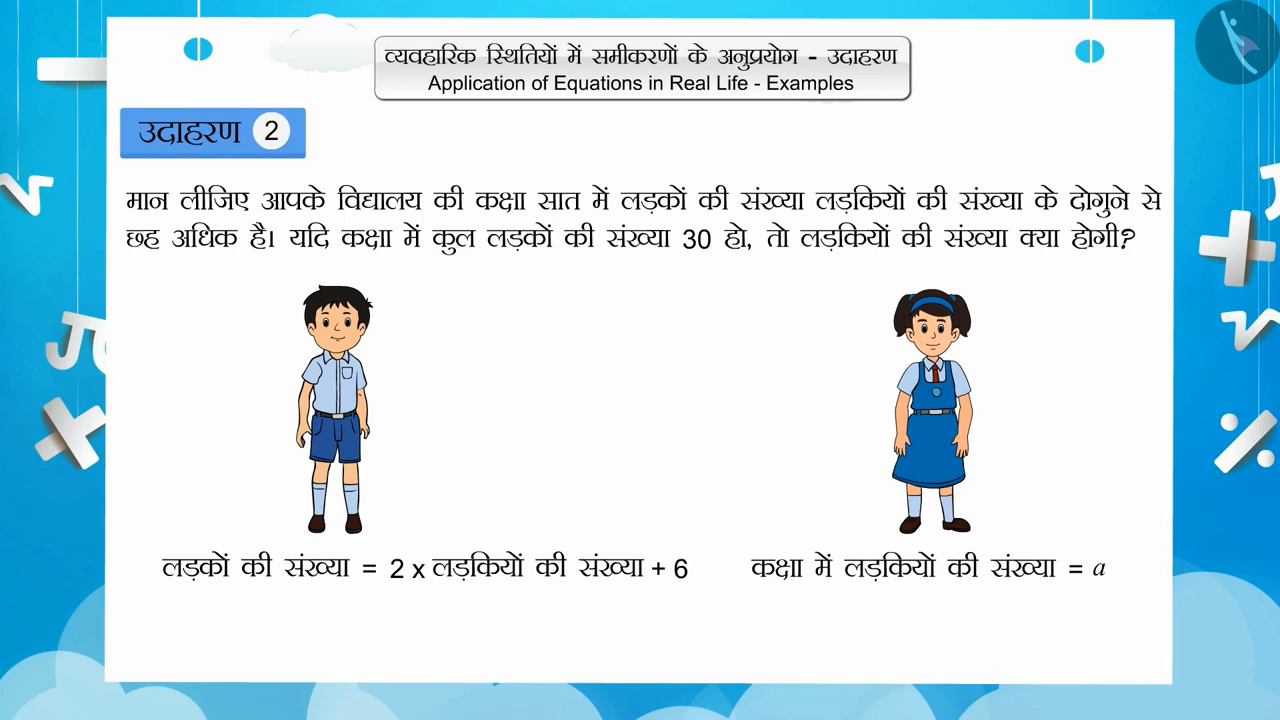 व्यवहारिक स्थितियों में समीकरणों के अनुप्रयोग - उदाहरण
Application of Equations in Real Life - Examples
उदाहरण 2
मान लीजिए आपके विद्यालय की कक्षा सात में लड़कों की संख्या लड़कियों की संख्या के दोगुने से
छह अधिक है। यदि कक्षा में कुल लड़कों की संख्या 30 हो, तो लड़कियों की संख्या क्या होगी?
लड़कों की संख्या = 2 x लड़कियों की संख्या + 6
कक्षा में लड़कियों की संख्या = a